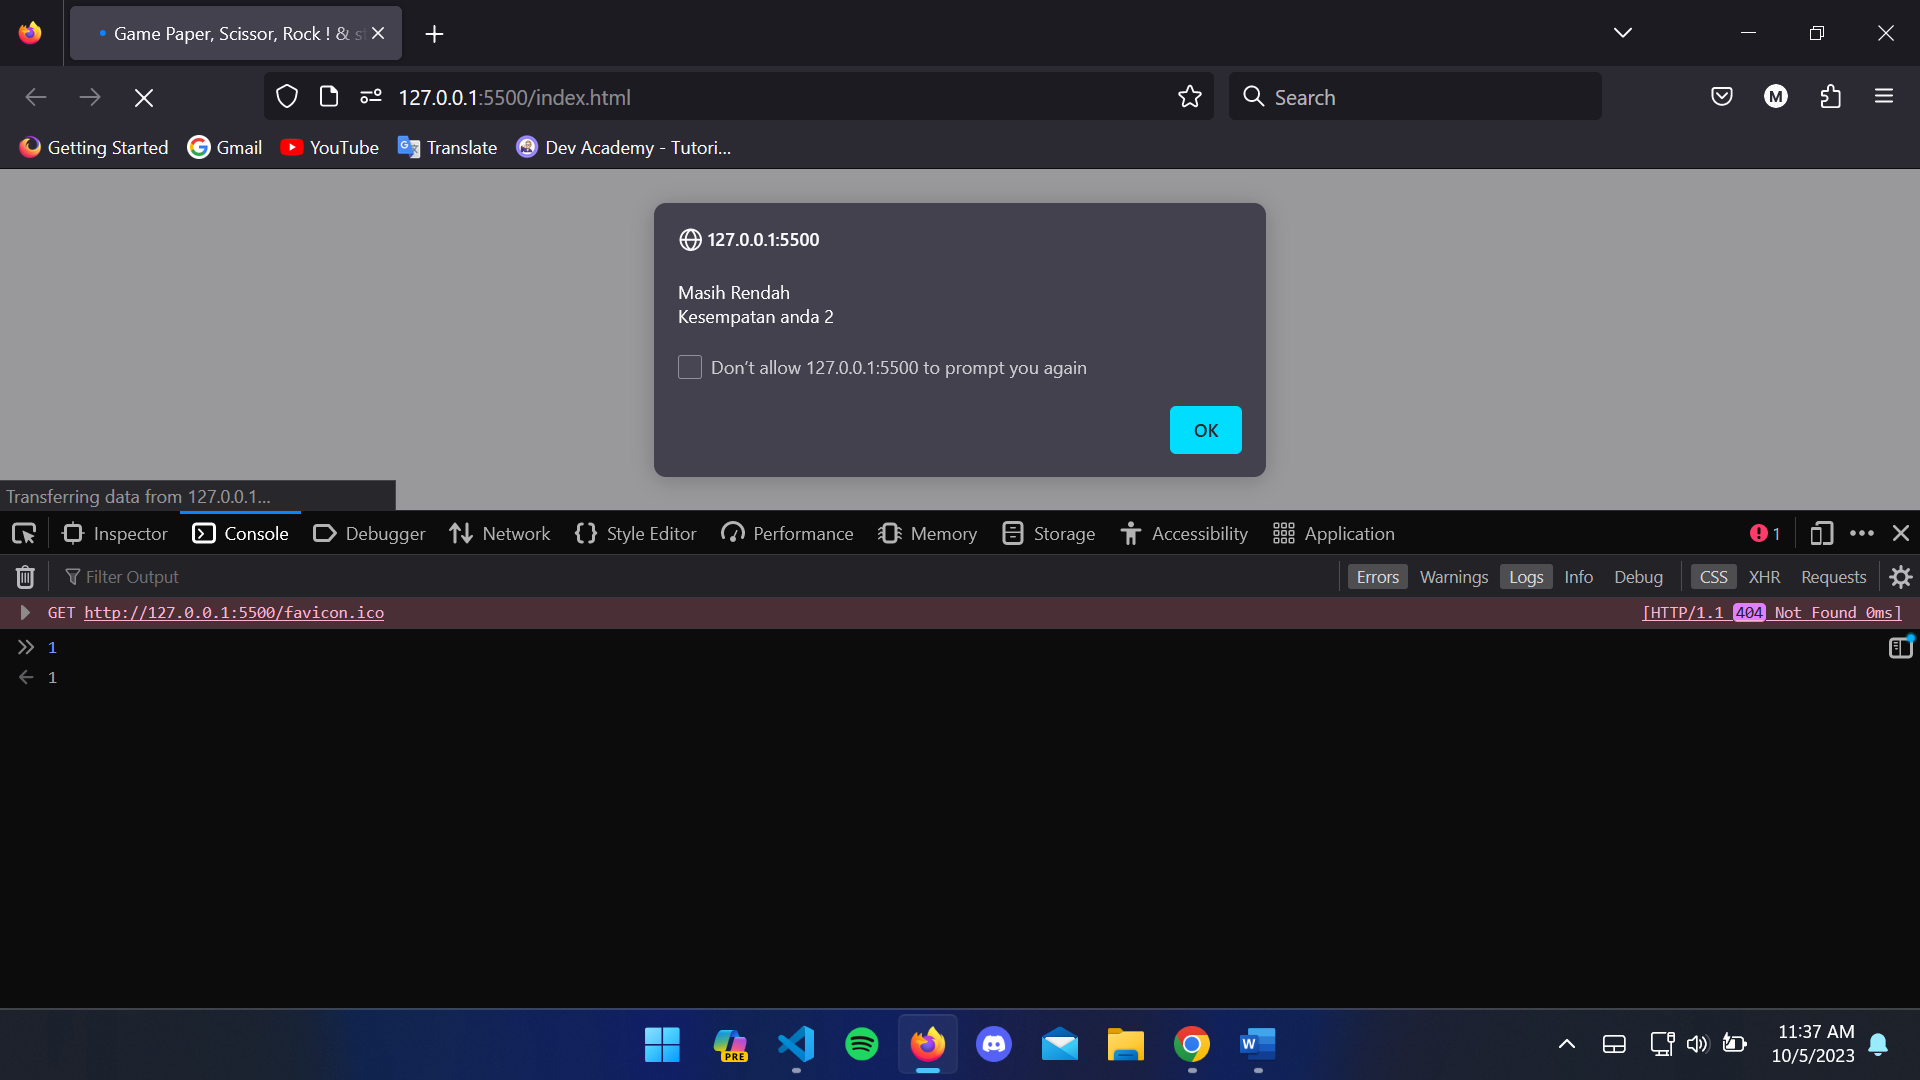 Game Paper, Scissor, Rock ! & s
127.0.0.1:5500/index.html
Search
M
Getting Started
Gmail
YouTube
Translate
Dev Academy - Tutori...
127.0.0.1:5500
Masih Rendah
Kesempatan anda 2
Don't allow 127.0.0.1:5500 to prompt you again
OK
Transferring data from 127.0.0.1...
Inspector
Console
Debugger
Network
Style Editor
Performance
Memory
Storage
Accessibility
Application
1
Filter Output
Errors
Warnings
Logs
Info
Debug
CSS
XHR
Requests
GET http://127.0.0.1:5500/favicon.ico
[HTTP/1.1 404 Not Found 0ms]
1
1
PRE
W
11:37 AM
10/5/2023